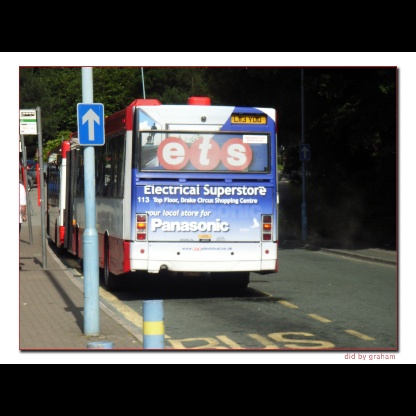 ets
Electrical Superstore
113 Top Floor, Drake Circus Shopping Centre
your local store for
Panasonic
BUS
did by graham